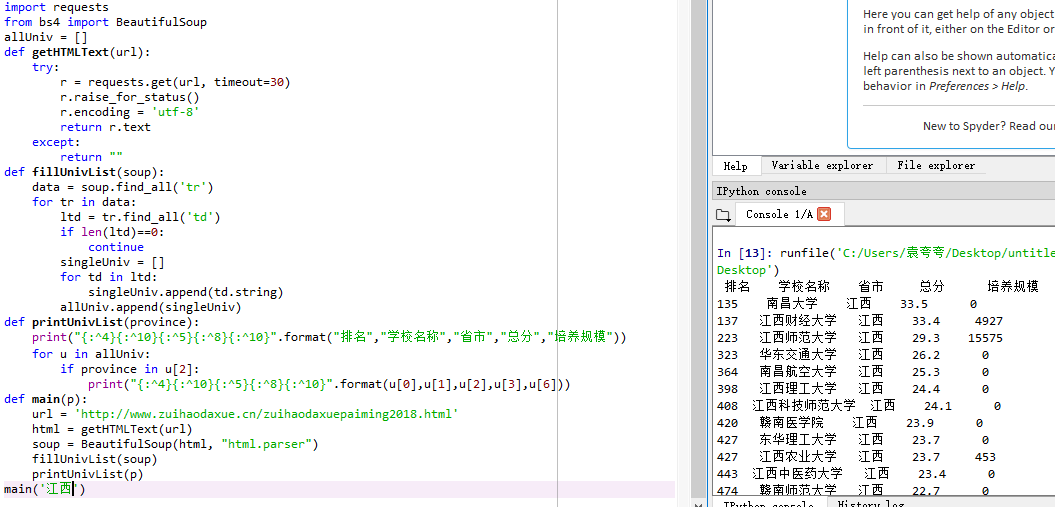 import requests
from bs4 import BeautifulSoup
allUniv = []
def getHTMLText(url):
    try:
        r = requests.get(url, timeout=30)
        r.raise_for_status()
        r.encoding = 'utf-8'
        return r.text
    except:
        return ""
def fillUnivList(soup):
    data = soup.find_all('tr')
    for tr in data:
        ltd = tr.find_all('td')
        if len(ltd)==0:
            continue
        singleUniv = []
        for td in ltd:
            singleUniv.append(td.string)
        allUniv.append(singleUniv)
def printUnivList(province):
    print("{:^4}{:^10}{:^5}{:^8}{:^10}".format("排名","学校名称","省市","总分","培养规模"))
    for u in allUniv:
        if province in u[2]:
            print("{:^4}{:^10}{:^5}{:^8}{:^10}".format(u[0],u[1],u[2],u[3],u[6]))
def main(p):
    url = 'http://www.zuihaodaxue.cn/zuihaodaxuepaiming2018.html'
    html = getHTMLText(url)
    soup = BeautifulSoup(html, "html.parser")
    fillUnivList(soup)
    printUnivList(p)
main('江西')
Here you can get help of any object
in front of it, either on the Editor or
Help can also be shown automatica
left parenthesis next to an object. Y
behavior in Preferences > Help.
New to Spyder? Read our
Help Variable explorer File explorer
IPython console
Console 1/A
In [13]: runfile('C:/Users/袁夸夸/Desktop/untitle
Desktop')
排名 学校名称 省市 总分 培养规模
135 南昌大学 江西 33.5 0
137 江西财经大学 江西 33.4 4927
223 江西师范大学 江西 29.3 15575
323 华东交通大学 江西 26.2 0
364 南昌航空大学 江西 25.3 0
398 江西理工大学 江西 24.4 0
408 江西科技师范大学 江西 24.1 0
420 赣南医学院 江西 23.9 0
427 东华理工大学 江西 23.7 0
427 江西农业大学 江西 23.7 453
443 江西中医药大学 江西 23.4 0
474 赣南师范大学 江西 22.7 0
IPython console History log